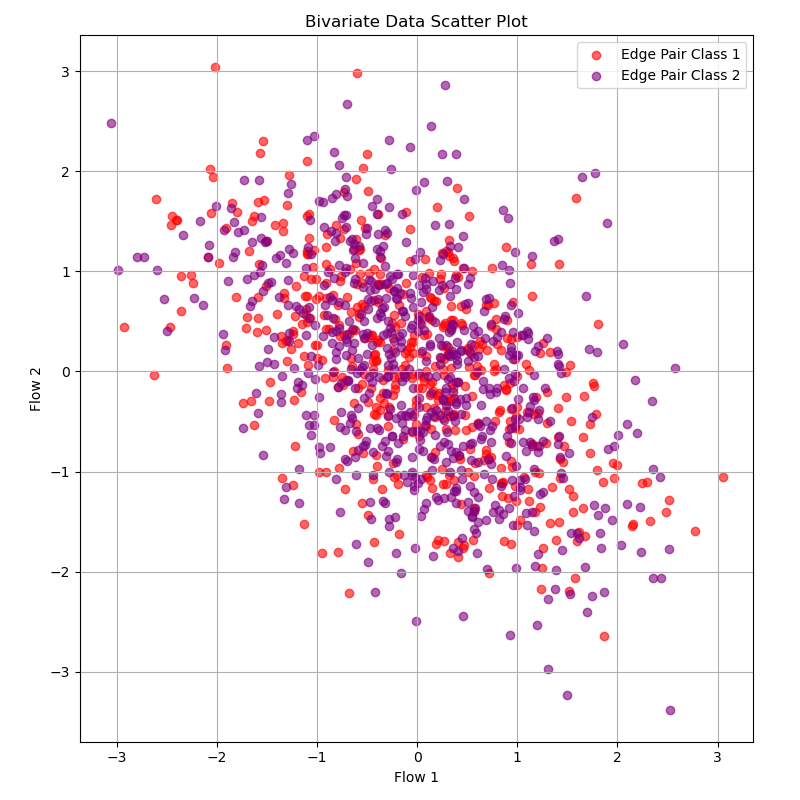 Bivariate Data Scatter Plot
Edge Pair Class 1
Edge Pair Class 2
3
2
1
0
−1
−2
−3
Flow 2
−3 −2 −1 0 1 2 3
Flow 1